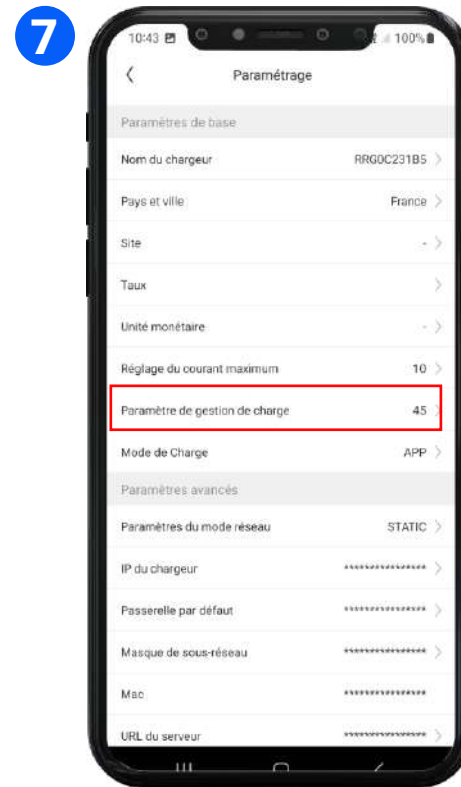 7
10:43 100%
Paramétrage
Paramètres de base
Nom du chargeur RRG0C231B5
Pays et ville France
Site -
Taux
Unité monétaire -
Réglage du courant maximum 10
Paramètre de gestion de charge 45
Mode de Charge APP
Paramètres avancés
Paramètres du mode réseau STATIC
IP du chargeur ****************
Passerelle par défaut ****************
Masque de sous-réseau ****************
Mac ****************
URL du serveur ****************